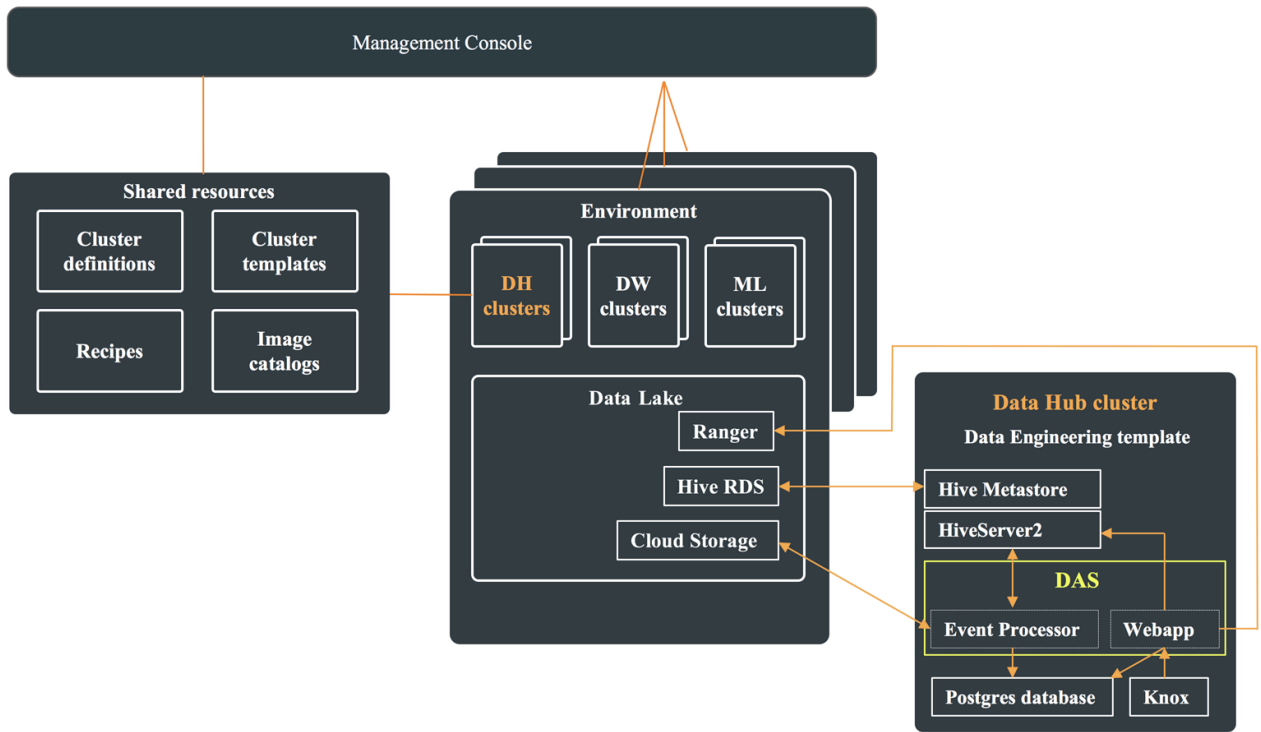 Management Console
Shared resources
Cluster
definitions
Cluster
templates
Recipes
Image
catalogs
Environment
DH
clusters
DW
clusters
ML
clusters
Data Lake
Ranger
Hive RDS
Cloud Storage
Data Hub cluster
Data Engineering template
Hive Metastore
HiveServer2
DAS
Event Processor
Webapp
Postgres database
Knox